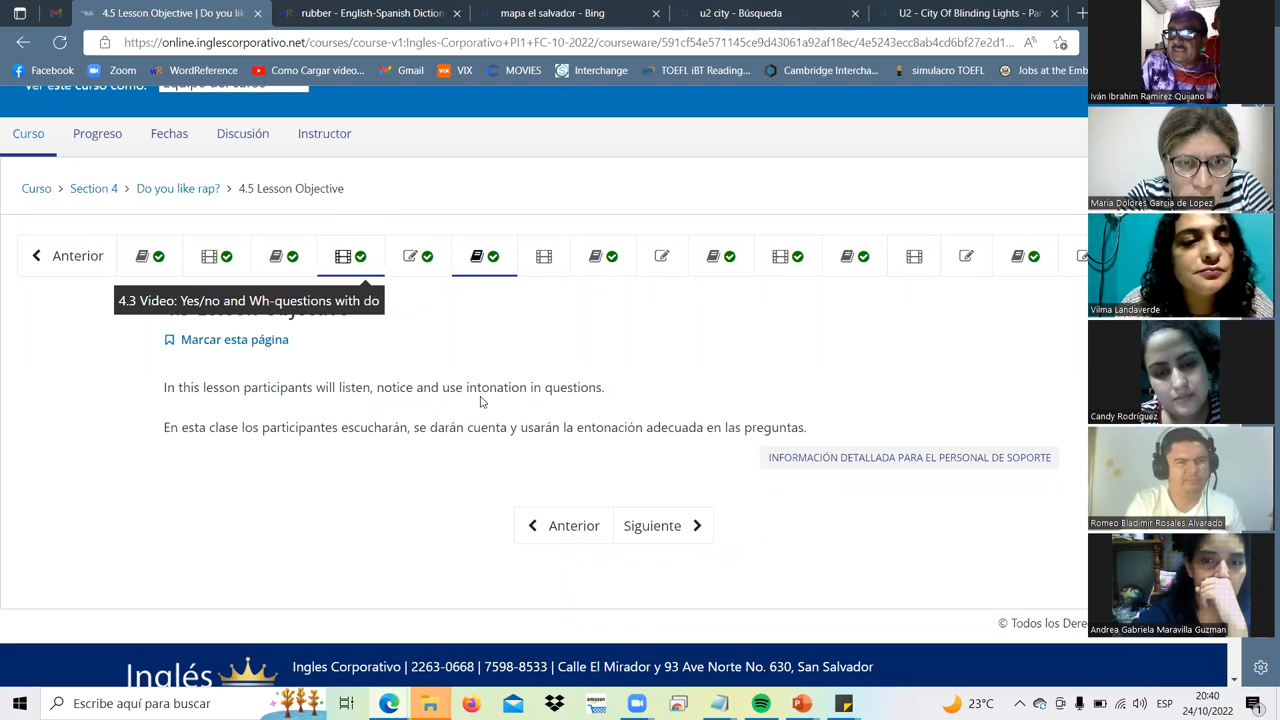 4.5 Lesson Objective | Do you lik
rubber - English-Spanish Diction
mapa el salvador - Bing
u2 city - Búsqueda
U2 - City Of Blinding Lights - Par
https://online.inglescorporativo.net/courses/course-v1:Ingles-Corporativo+PI1+FC-10-2022/courseware/591cf54e571145ce9d43061a92af18ec/4e5243ecc8ab4cd6bf27e2d1...
Facebook
Zoom
WordReference
Como Cargar video...
Gmail
VIX
MOVIES
Interchange
TOEFL iBT Reading...
Cambridge Intercha...
simulacro TOEFL
Jobs at the Emb
Ver este curso como:
Equipo del curso
Curso
Progreso
Fechas
Discusión
Instructor
Curso > Section 4 > Do you like rap? > 4.5 Lesson Objective
Anterior
4.3 Video: Yes/no and Wh-questions with do
Marcar esta página
In this lesson participants will listen, notice and use intonation in questions.
En esta clase los participantes escucharán, se darán cuenta y usarán la entonación adecuada en las preguntas.
INFORMACIÓN DETALLADA PARA EL PERSONAL DE SOPORTE
Anterior
Siguiente
© Todos los Dere
Inglés
Ingles Corporativo | 2263-0668 | 7598-8533 | Calle El Mirador y 93 Ave Norte No. 630, San Salvador
Escribe aquí para buscar
23°C
ESP
20:40
24/10/2022
1
Iván Ibrahim Ramírez Quijano
Maria Dolores Garcia de Lopez
Vilma Landaverde
Candy Rodríguez
Romeo Bladimir Rosales Alvarado
Andrea Gabriela Maravilla Guzman